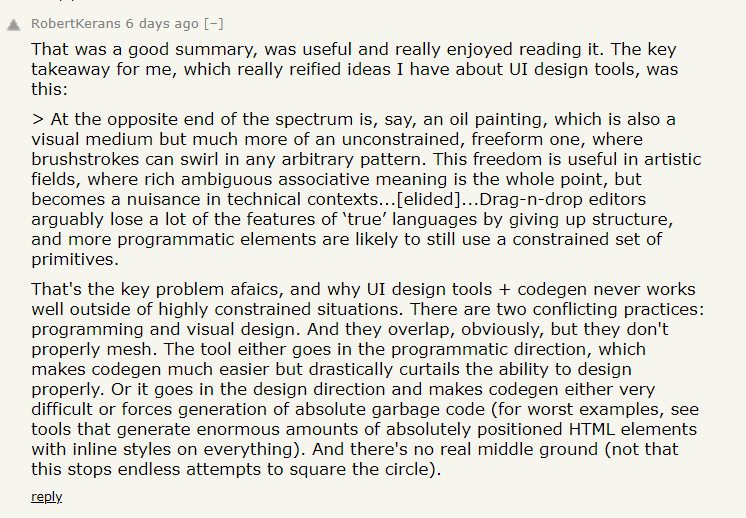 RobertKerans 6 days ago [–]
That was a good summary, was useful and really enjoyed reading it. The key
takeaway for me, which really reified ideas I have about UI design tools, was
this:
> At the opposite end of the spectrum is, say, an oil painting, which is also a
visual medium but much more of an unconstrained, freeform one, where
brushstrokes can swirl in any arbitrary pattern. This freedom is useful in artistic
fields, where rich ambiguous associative meaning is the whole point, but
becomes a nuisance in technical contexts...[elided]...Drag-n-drop editors
arguably lose a lot of the features of ‘true’ languages by giving up structure,
and more programmatic elements are likely to still use a constrained set of
primitives.
That's the key problem afaics, and why UI design tools + codegen never works
well outside of highly constrained situations. There are two conflicting practices:
programming and visual design. And they overlap, obviously, but they don't
properly mesh. The tool either goes in the programmatic direction, which
makes codegen much easier but drastically curtails the ability to design
properly. Or it goes in the design direction and makes codegen either very
difficult or forces generation of absolute garbage code (for worst examples, see
tools that generate enormous amounts of absolutely positioned HTML elements
with inline styles on everything). And there's no real middle ground (not that
this stops endless attempts to square the circle).
reply